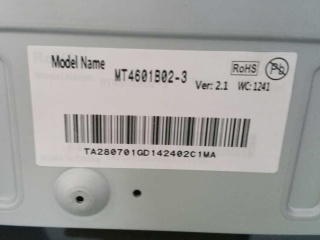 Model Name MT4601B02-3 RoHS Pb
Ver: 2.1 WC: 1241
TA280701GD142402C1MA